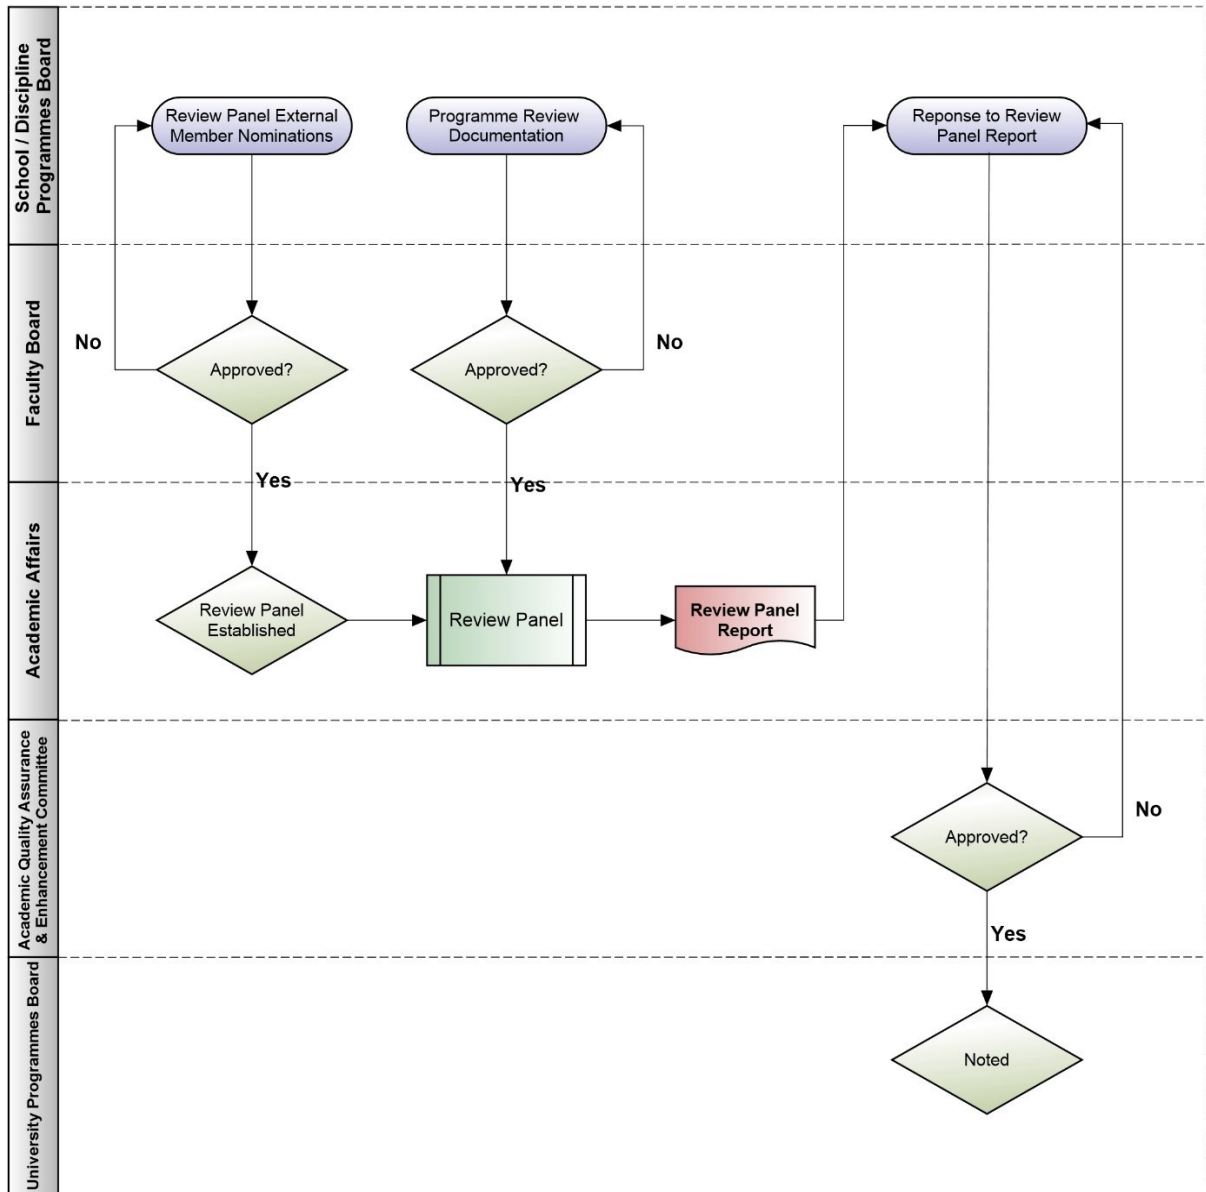 School / Discipline
Programmes Board
Review Panel External
Member Nominations
Programme Review
Documentation
Reponse to Review
Panel Report
Faculty Board
No
Approved?
Approved?
No
Yes
Yes
Academic Affairs
Review Panel
Established
Review Panel
Review Panel
Report
Academic Quality Assurance
& Enhancement Committee
Approved?
No
Yes
University Programmes Board
Noted